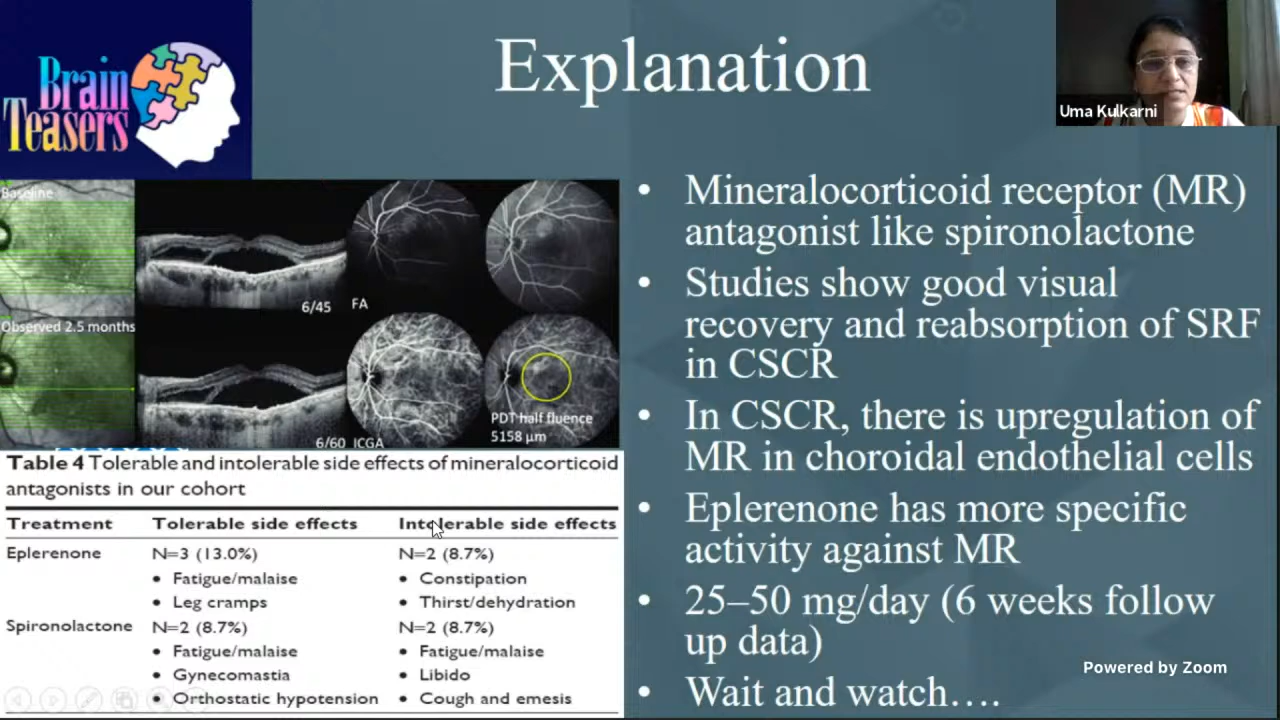 Brain
Teasers
Explanation
Uma Kulkarni
Baseline
6/45
FA
Observed 2.5 months
6/60
ICGA
PDT half fluence
5158 μm
Table 4 Tolerable and intolerable side effects of mineralocorticoid
antagonists in our cohort
Treatment Tolerable side effects Intolerable side effects
Eplerenone N=3 (13.0%) N=2 (8.7%)
• Fatigue/malaise • Constipation
• Leg cramps • Thirst/dehydration
Spironolactone N=2 (8.7%) N=2 (8.7%)
• Fatigue/malaise • Fatigue/malaise
• Gynecomastia • Libido
• Orthostatic hypotension • Cough and emesis
• Mineralocorticoid receptor (MR)
antagonist like spironolactone
• Studies show good visual
recovery and reabsorption of SRF
in CSCR
• In CSCR, there is upregulation of
MR in choroidal endothelial cells
• Eplerenone has more specific
activity against MR
• 25–50 mg/day (6 weeks follow
up data)
• Wait and watch….
Powered by Zoom